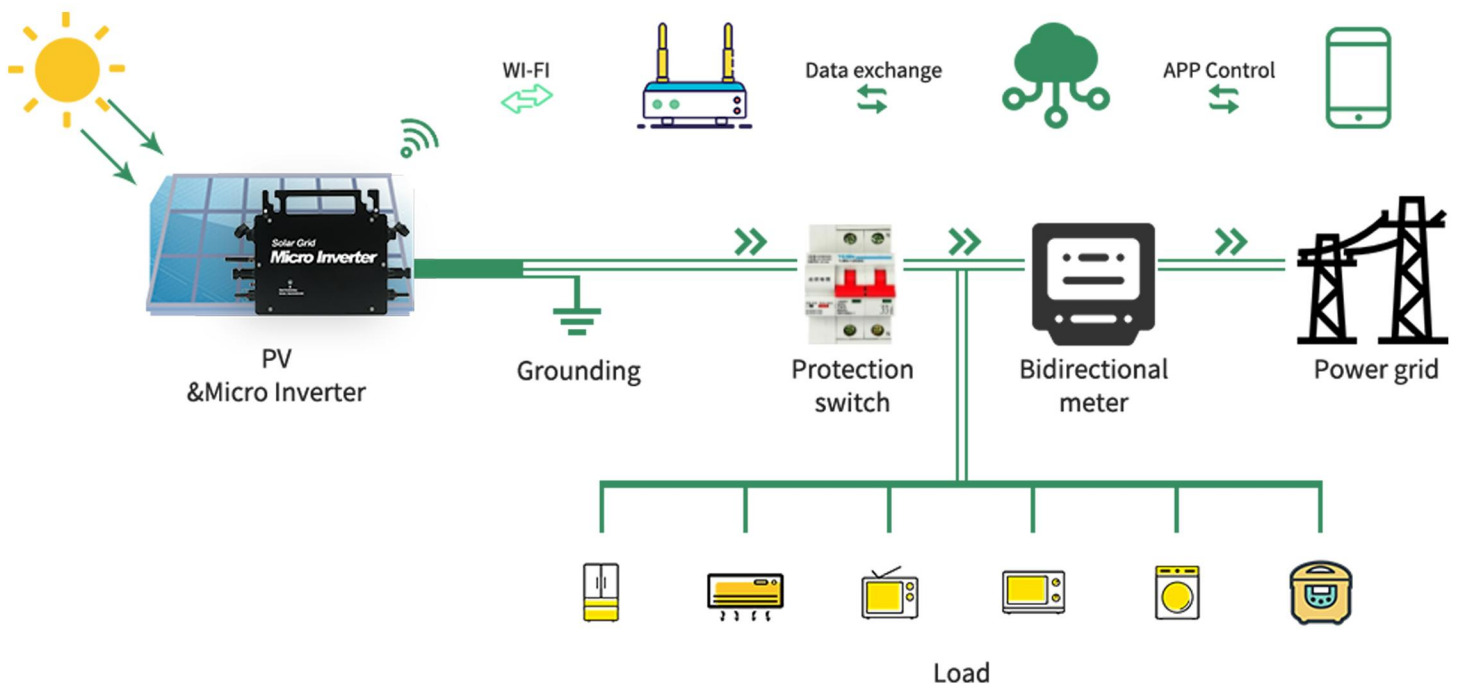 WI-FI
Data exchange
APP Control
Solar Grid
Micro Inverter
PV
&Micro Inverter
Grounding
Protection
switch
Bidirectional
meter
Power grid
Load